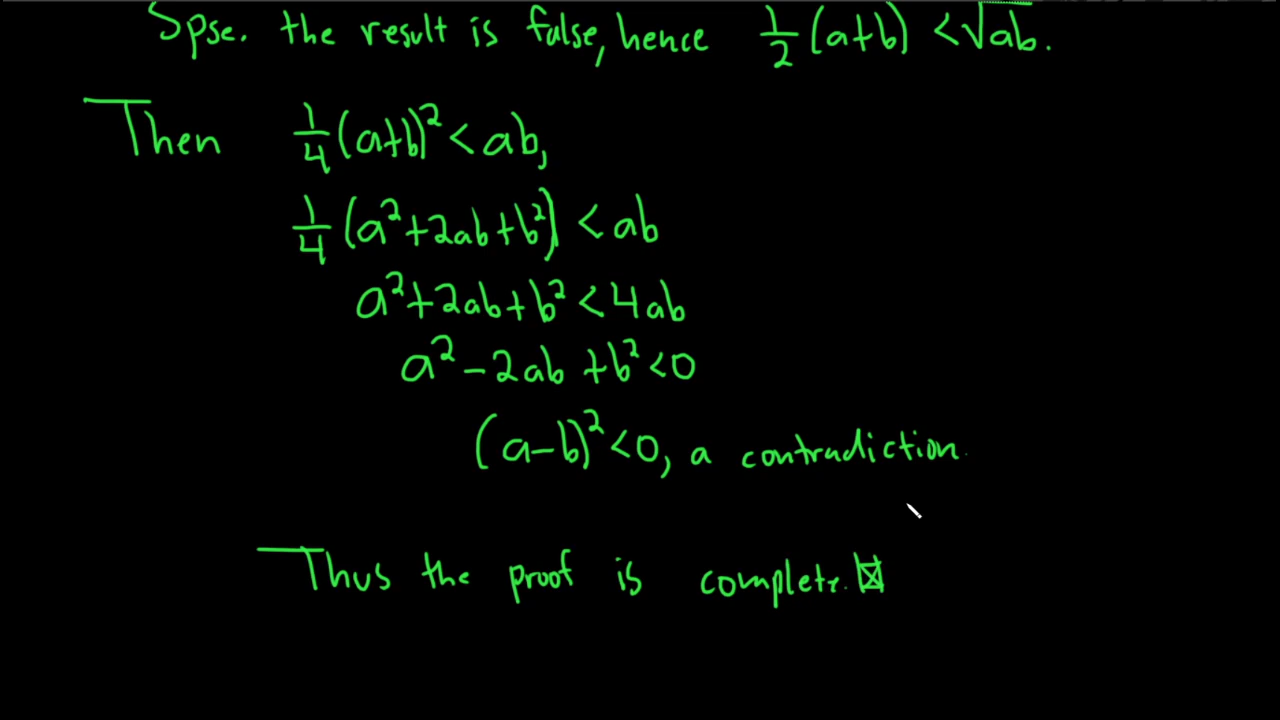 Spse. the result is false, hence 1/2 (a+b) < √ab.
Then 1/4 (a+b)² < ab,
1/4 (a²+2ab+b²) < ab
a²+2ab+b² < 4ab
a² - 2ab + b² < 0
(a-b)² < 0, a contradiction.
Thus the proof is complete.